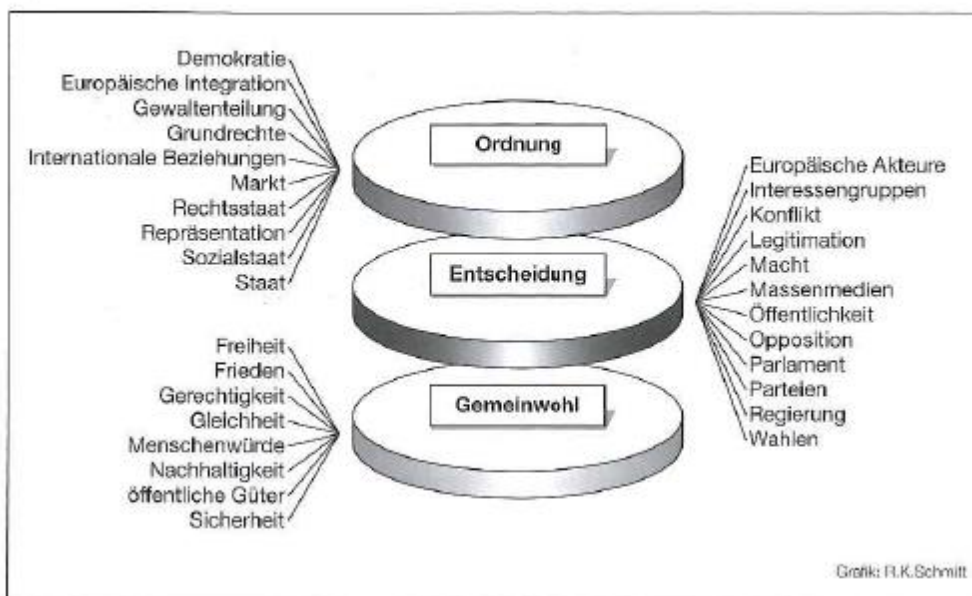 Demokratie
Europäische Integration
Gewaltenteilung
Grundrechte
Internationale Beziehungen
Markt
Rechtsstaat
Repräsentation
Sozialstaat
Staat
Ordnung
Europäische Akteure
Interessengruppen
Konflikt
Legitimation
Macht
Massenmedien
Öffentlichkeit
Opposition
Parlament
Parteien
Regierung
Wahlen
Entscheidung
Freiheit
Frieden
Gerechtigkeit
Gleichheit
Menschenwürde
Nachhaltigkeit
öffentliche Güter
Sicherheit
Gemeinwohl
Grafik: R.K.Schmitt